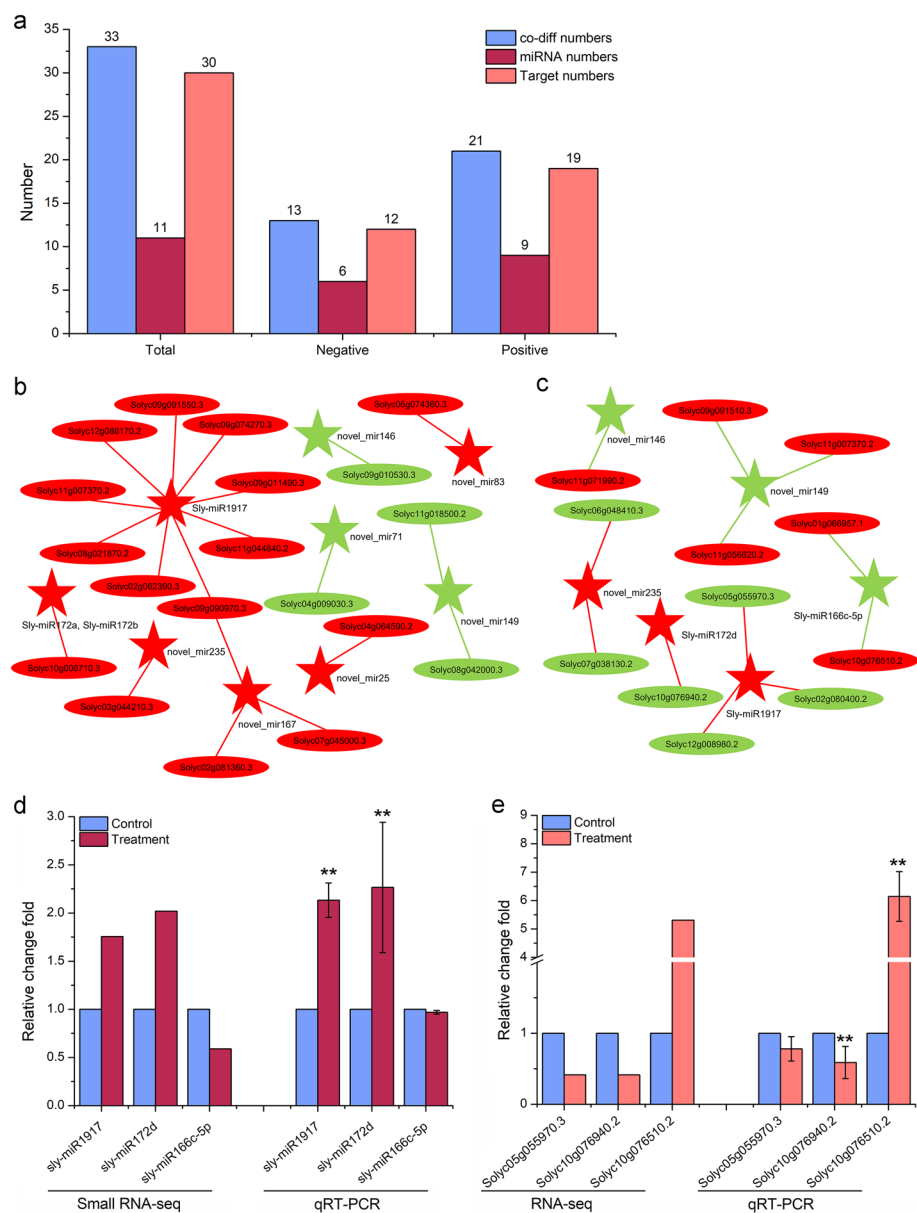 a
co-diff numbers
miRNA numbers
Target numbers
Number
35
30
25
20
15
10
5
0
33
11
30
13
6
12
21
9
19
Total
Negative
Positive
b
Solyc09g091550.3
Solyc12g088170.2
Solyc09g074270.3
Solyc11g007370.2
Solyc09g011490.3
Sly-miR1917
Solyc08g021870.2
Solyc11g044840.2
Solyc02g062390.3
Solyc09g090970.3
Sly-miR172a, Sly-miR172b
Solyc10g006710.3
novel_mir235
Solyc03g044210.3
novel_mir167
Solyc02g081360.3
Solyc07g045000.3
novel_mir146
Solyc09g010530.3
Solyc06g074360.3
novel_mir83
novel_mir71
Solyc04g009030.3
Solyc11g018500.2
novel_mir149
Solyc08g042000.3
Solyc04g064590.2
novel_mir25
c
novel_mir146
Solyc11g071990.2
Solyc09g091510.3
Solyc11g007370.2
novel_mir149
Solyc11g058620.2
Solyc06g048410.3
novel_mir235
Solyc07g038130.2
Solyc01g066957.1
Sly-miR166c-5p
Solyc10g076510.2
Sly-miR172d
Solyc10g076940.2
Solyc05g055970.3
Sly-miR1917
Solyc02g080400.2
Solyc12g008980.2
d
Control
Treatment
Relative change fold
3.0
2.5
2.0
1.5
1.0
0.5
0.0
**
**
sly-miR1917
sly-miR172d
sly-miR166c-5p
sly-miR1917
sly-miR172d
sly-miR166c-5p
Small RNA-seq
qRT-PCR
e
Control
Treatment
Relative change fold
9
8
7
6
5
4
1
0
**
**
Solyc05g055970.3
Solyc10g076940.2
Solyc10g076510.2
Solyc05g055970.3
Solyc10g076940.2
Solyc10g076510.2
RNA-seq
qRT-PCR